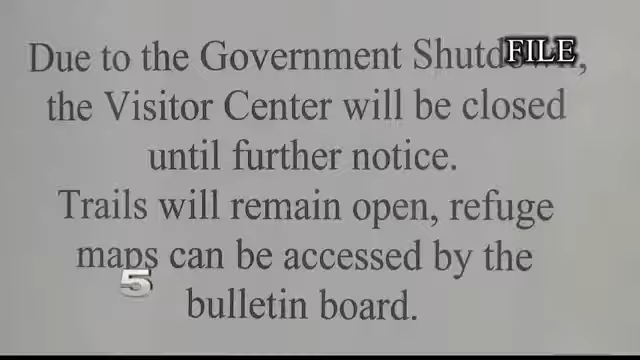 Due to the Government Shutdown,
FILE
the Visitor Center will be closed
until further notice.
Trails will remain open, refuge
maps can be accessed by the
5
bulletin board.